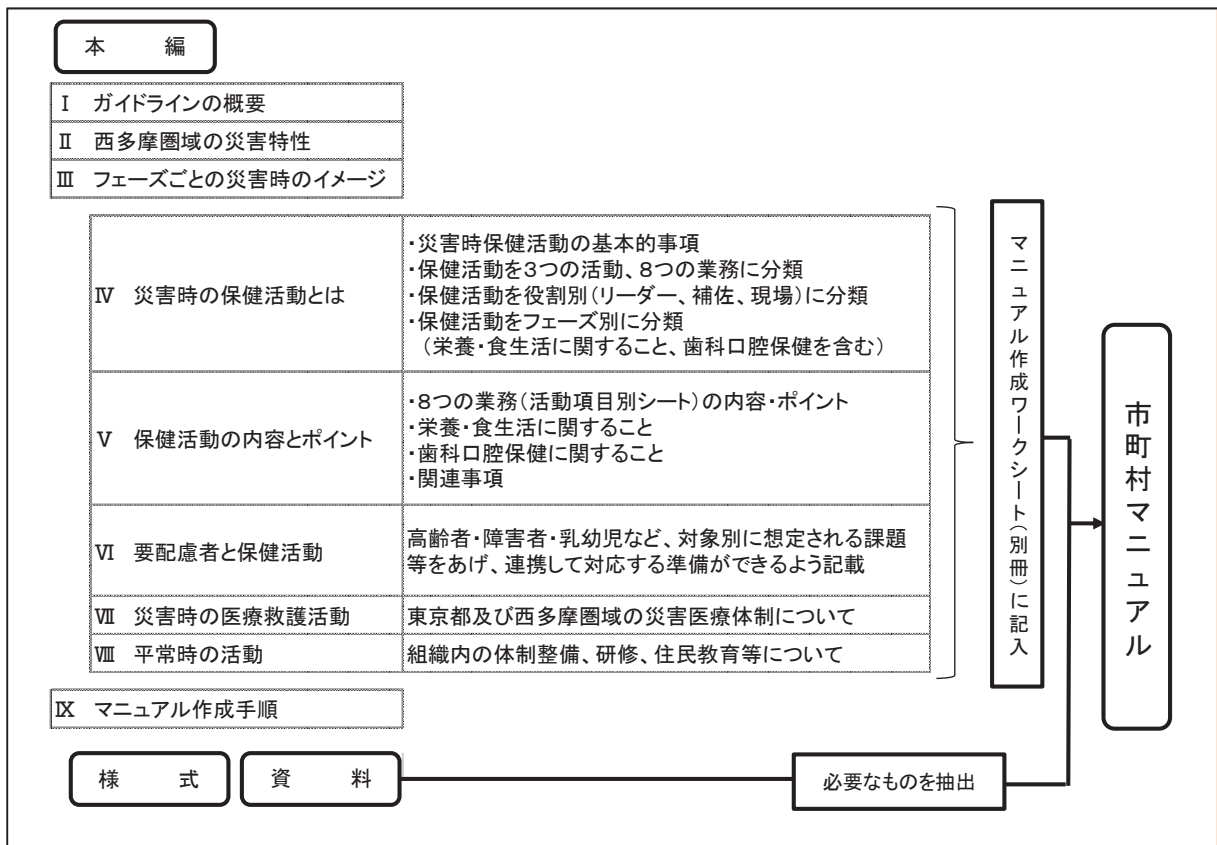 本　編
Ⅰ　ガイドラインの概要
Ⅱ　西多摩圏域の災害特性
Ⅲ　フェーズごとの災害時のイメージ
Ⅳ　災害時の保健活動とは
・災害時保健活動の基本的事項
・保健活動を3つの活動、8つの業務に分類
・保健活動を役割別（リーダー、補佐、現場）に分類
・保健活動をフェーズ別に分類
（栄養・食生活に関すること、歯科口腔保健を含む）
Ⅴ　保健活動の内容とポイント
・8つの業務（活動項目別シート）の内容・ポイント
・栄養・食生活に関すること
・歯科口腔保健に関すること
・関連事項
Ⅵ　要配慮者と保健活動
高齢者・障害者・乳幼児など、対象別に想定される課題
等をあげ、連携して対応する準備ができるよう記載
Ⅶ　災害時の医療救護活動
東京都及び西多摩圏域の災害医療体制について
Ⅷ　平常時の活動
組織内の体制整備、研修、住民教育等について
Ⅸ　マニュアル作成手順
マニュアル作成ワークシート（別冊）に記入
市町村マニュアル
様　式
資　料
必要なものを抽出